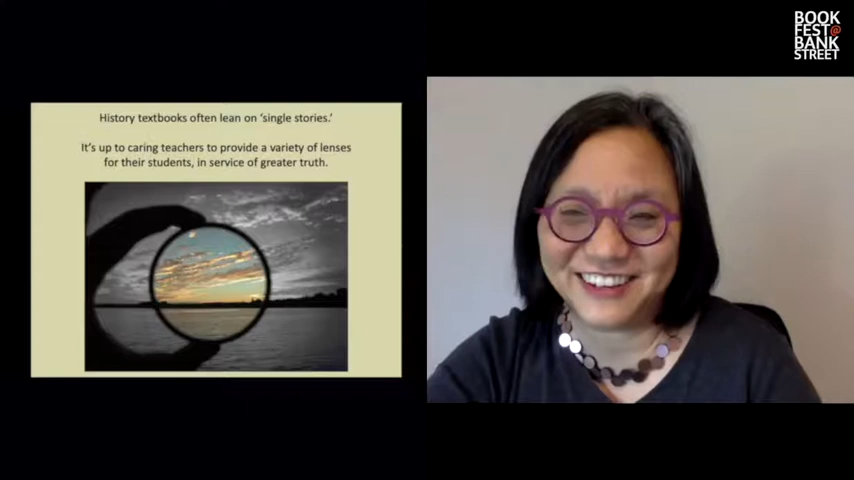 History textbooks often lean on ‘single stories.’
It’s up to caring teachers to provide a variety of lenses
for their students, in service of greater truth.
BOOK
FEST@
BANK
STREET